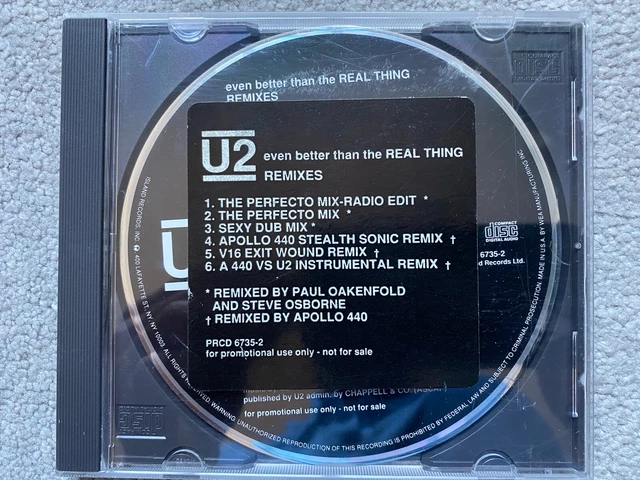 even better than the REAL THING
REMIXES
U2 even better than the REAL THING
REMIXES
1. THE PERFECTO MIX-RADIO EDIT *
2. THE PERFECTO MIX *
3. SEXY DUB MIX *
4. APOLLO 440 STEALTH SONIC REMIX †
5. V16 EXIT WOUND REMIX †
6. A 440 VS U2 INSTRUMENTAL REMIX †
* REMIXED BY PAUL OAKENFOLD
AND STEVE OSBORNE
† REMIXED BY APOLLO 440
PRCD 6735-2
for promotional use only - not for sale
COMPACT
disc
DIGITAL AUDIO
6735-2
d Records Ltd.
published by U2 admin. by CHAPPELL & CO. (ASCAP)
for promotional use only - not for sale
ISLAND RECORDS, INC. 400 LAFAYETTE ST, NY, NY 10003. ALL RIGHTS RESERVED. WARNING: UNAUTHORIZED REPRODUCTION OF THIS RECORDING IS PROHIBITED BY FEDERAL LAW AND SUBJECT TO CRIMINAL PROSECUTION. MADE IN U.S.A. BY WEA MANUFACTURING INC